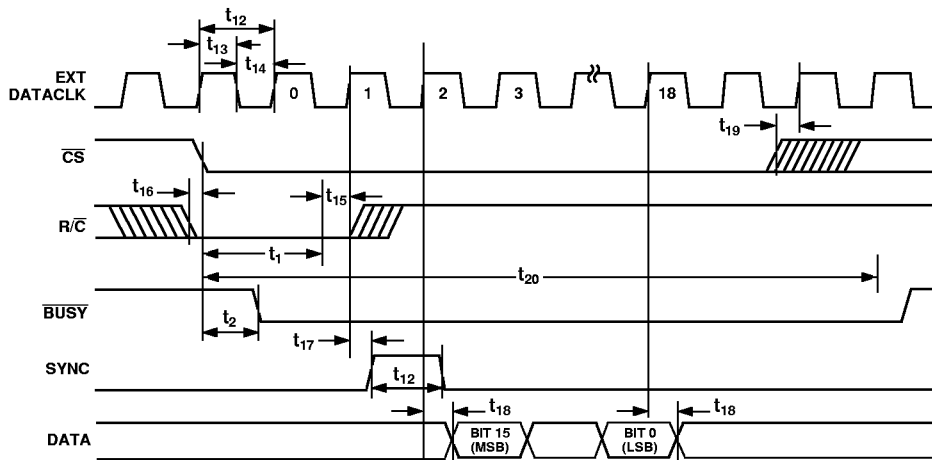 t12
t13
t14
EXT
DATACLK
0
1
2
3
18
t19
CS
t16
t15
R/C
t1
t20
BUSY
t2
t17
SYNC
t12
t18
t18
DATA
BIT 15
(MSB)
BIT 0
(LSB)